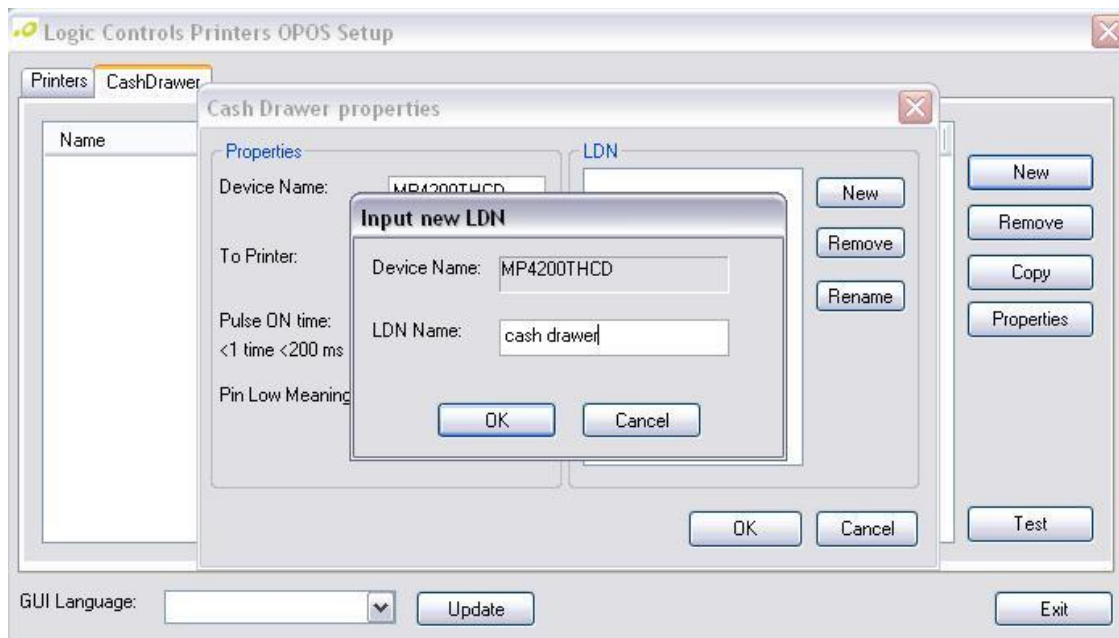 Logic Controls Printers OPOS Setup
Printers CashDrawer
Name
Cash Drawer properties
Properties
Device Name: MP4200THCD
To Printer:
Pulse ON time:
<1 time <200 ms
Pin Low Meaning
LDN
New
Remove
Rename
OK Cancel
Input new LDN
Device Name: MP4200THCD
LDN Name: cash drawer
OK Cancel
New
Remove
Copy
Properties
Test
GUI Language: Update Exit